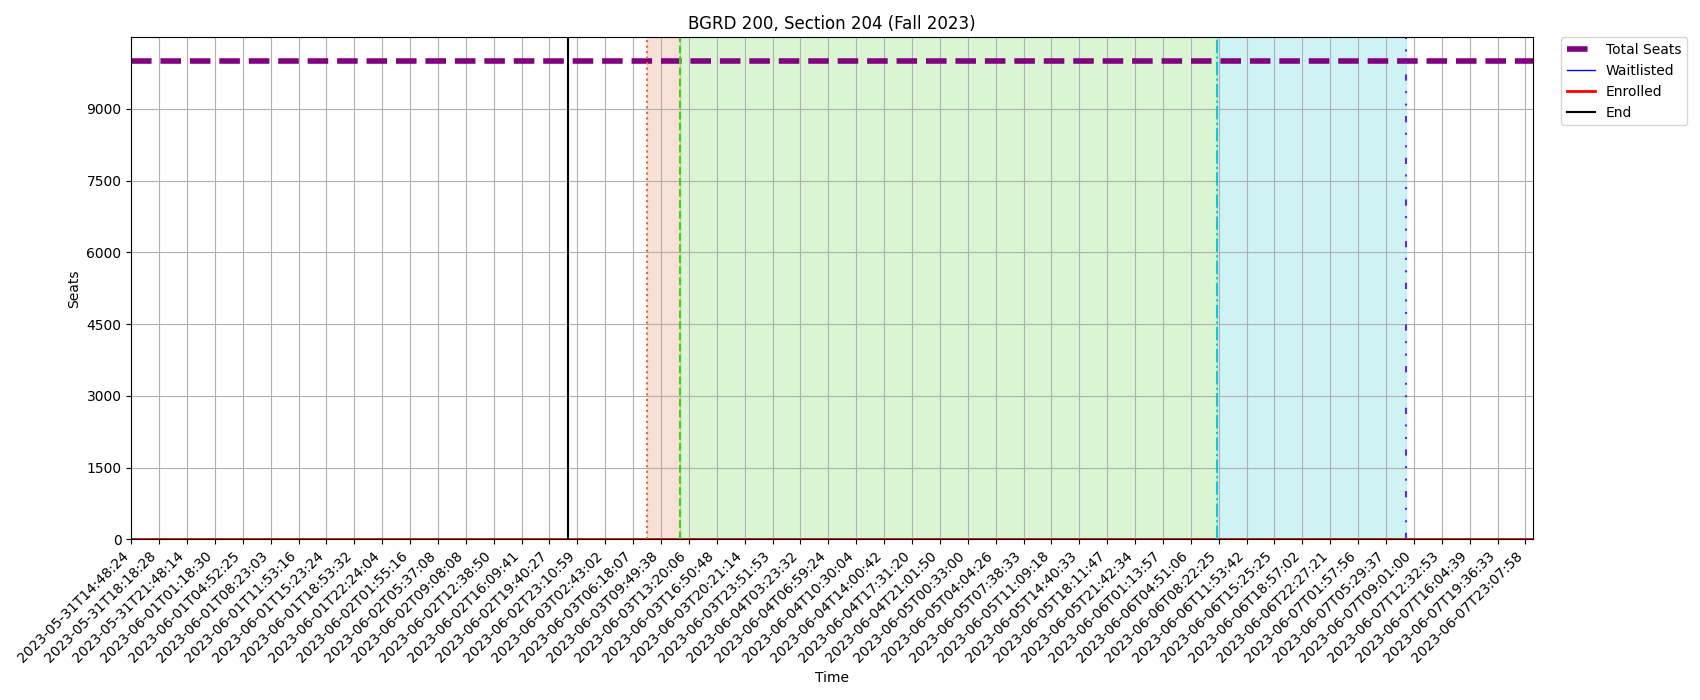 BGRD 200, Section 204 (Fall 2023)
Total Seats
Waitlisted
Enrolled
End
Seats
9000
7500
6000
4500
3000
1500
0
2023-05-31T14:48:24
2023-05-31T18:18:28
2023-05-31T21:48:14
2023-06-01T01:18:30
2023-06-01T04:52:25
2023-06-01T08:23:03
2023-06-01T11:53:16
2023-06-01T15:23:24
2023-06-01T18:53:32
2023-06-01T22:24:04
2023-06-02T01:55:16
2023-06-02T05:37:08
2023-06-02T09:08:08
2023-06-02T12:38:50
2023-06-02T16:09:41
2023-06-02T19:40:27
2023-06-02T23:10:59
2023-06-03T02:43:02
2023-06-03T06:18:07
2023-06-03T09:49:38
2023-06-03T13:20:06
2023-06-03T16:50:48
2023-06-03T20:21:14
2023-06-03T23:51:53
2023-06-04T03:23:32
2023-06-04T06:59:24
2023-06-04T10:30:04
2023-06-04T14:00:42
2023-06-04T17:31:20
2023-06-04T21:01:50
2023-06-05T00:33:00
2023-06-05T04:04:26
2023-06-05T07:38:33
2023-06-05T11:09:18
2023-06-05T14:40:33
2023-06-05T18:11:47
2023-06-05T21:42:34
2023-06-06T01:13:57
2023-06-06T04:51:06
2023-06-06T08:22:25
2023-06-06T11:53:42
2023-06-06T15:25:25
2023-06-06T18:57:02
2023-06-06T22:27:21
2023-06-07T01:57:56
2023-06-07T05:29:37
2023-06-07T09:01:00
2023-06-07T12:32:53
2023-06-07T16:04:39
2023-06-07T19:36:33
2023-06-07T23:07:58
Time